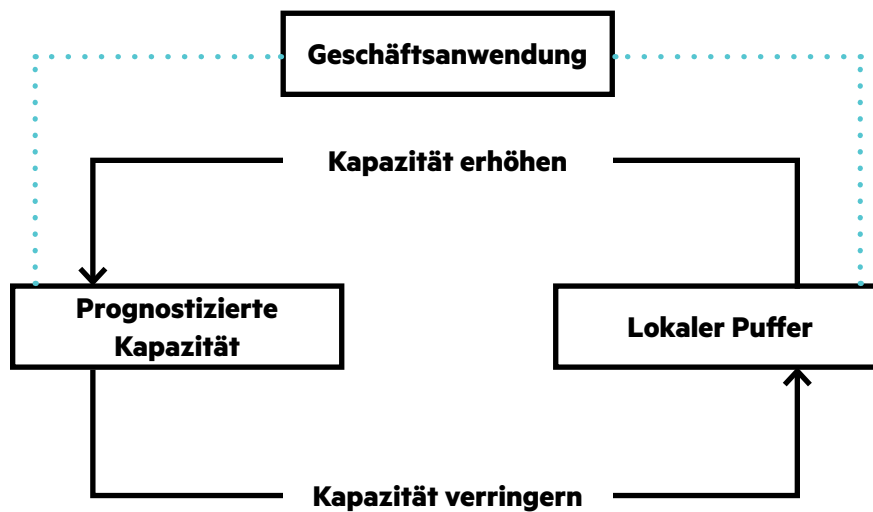 Geschäftsanwendung
Kapazität erhöhen
Prognostizierte
Kapazität
Lokaler Puffer
Kapazität verringern